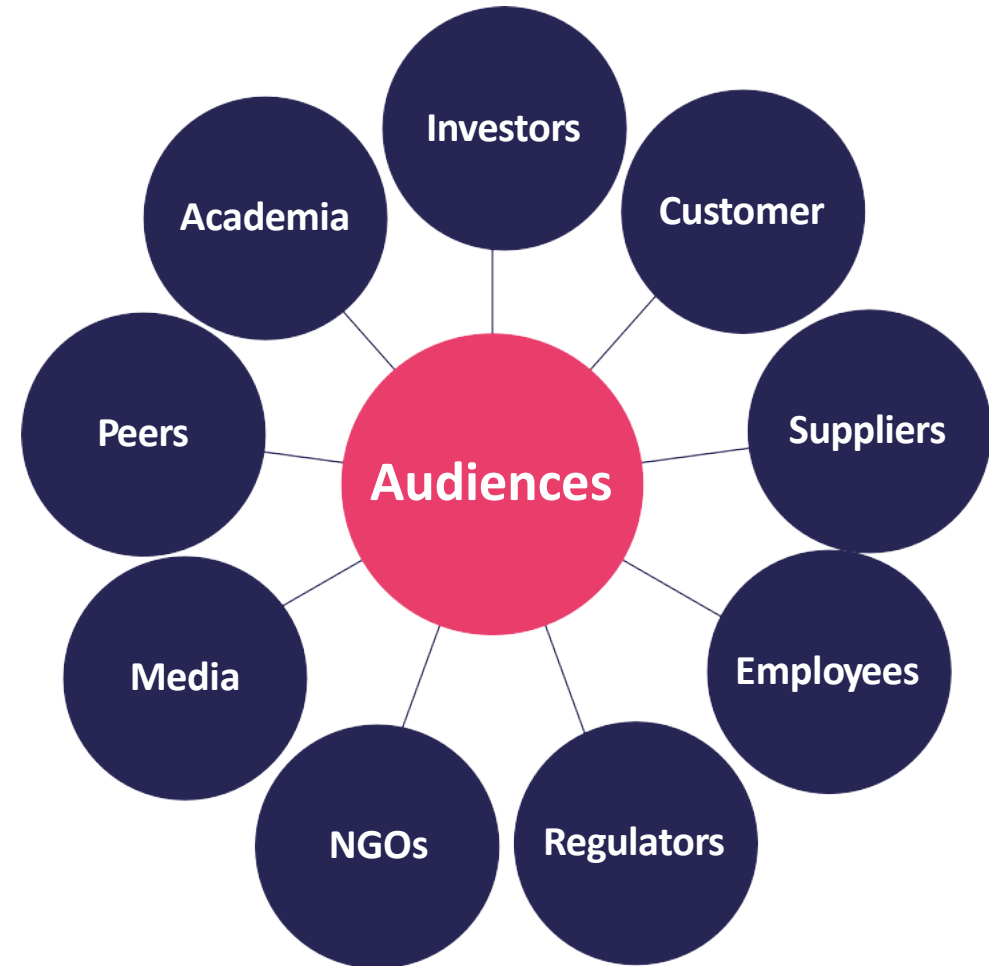 Investors
Customer
Suppliers
Employees
Regulators
NGOs
Media
Peers
Academia
Audiences